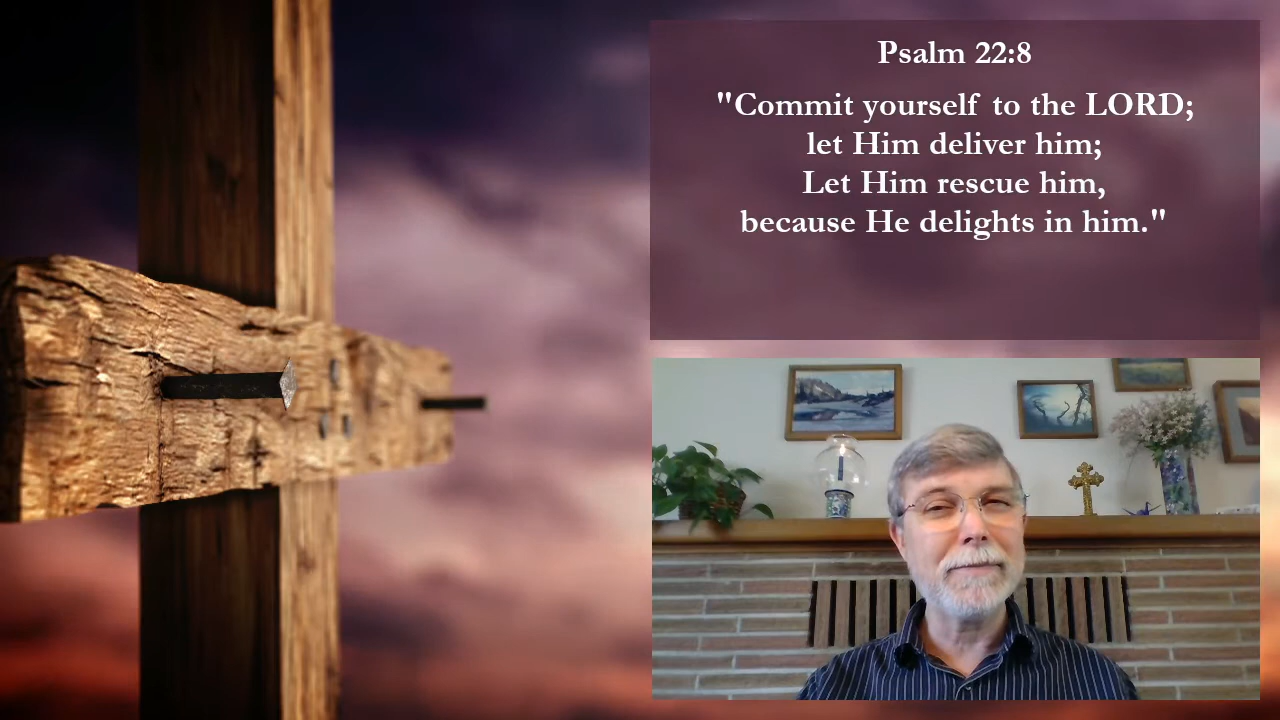 Psalm 22:8
"Commit yourself to the LORD;
let Him deliver him;
Let Him rescue him,
because He delights in him."